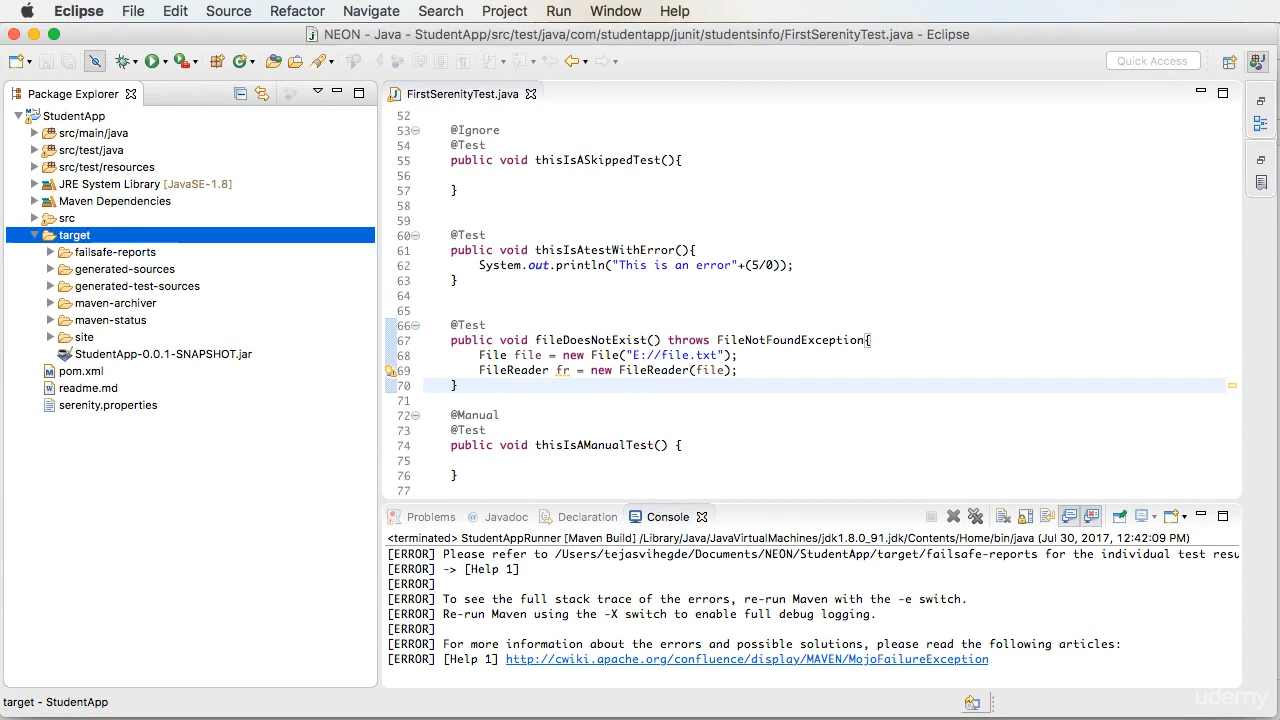 Eclipse File Edit Source Refactor Navigate Search Project Run Window Help
NEON - Java - StudentApp/src/test/java/com/studentapp/junit/studentsinfo/FirstSerenityTest.java - Eclipse
Quick Access
Package Explorer
FirstSerenityTest.java
StudentApp
src/main/java
src/test/java
src/test/resources
JRE System Library [JavaSE-1.8]
Maven Dependencies
src
target
failsafe-reports
generated-sources
generated-test-sources
maven-archiver
maven-status
site
StudentApp-0.0.1-SNAPSHOT.jar
pom.xml
readme.md
serenity.properties
52
53 @Ignore
54 @Test
55 public void thisIsASkippedTest(){
56
57 }
58
59
60 @Test
61 public void thisIsAtestWithError(){
62 System.out.println("This is an error"+(5/0));
63 }
64
65
66 @Test
67 public void fileDoesNotExist() throws FileNotFoundException{
68 File file = new File("E://file.txt");
69 FileReader fr = new FileReader(file);
70 }
71
72 @Manual
73 @Test
74 public void thisIsAManualTest() {
75
76 }
77
Problems @ Javadoc Declaration Console
<terminated> StudentAppRunner [Maven Build] /Library/Java/JavaVirtualMachines/jdk1.8.0_91.jdk/Contents/Home/bin/java (Jul 30, 2017, 12:42:09 PM)
[ERROR] Please refer to /Users/tejasvihegde/Documents/NEON/StudentApp/target/failsafe-reports for the individual test resu
[ERROR] -> [Help 1]
[ERROR]
[ERROR] To see the full stack trace of the errors, re-run Maven with the -e switch.
[ERROR] Re-run Maven using the -X switch to enable full debug logging.
[ERROR]
[ERROR] For more information about the errors and possible solutions, please read the following articles:
[ERROR] [Help 1] http://cwiki.apache.org/confluence/display/MAVEN/MojoFailureException
target - StudentApp
udemy